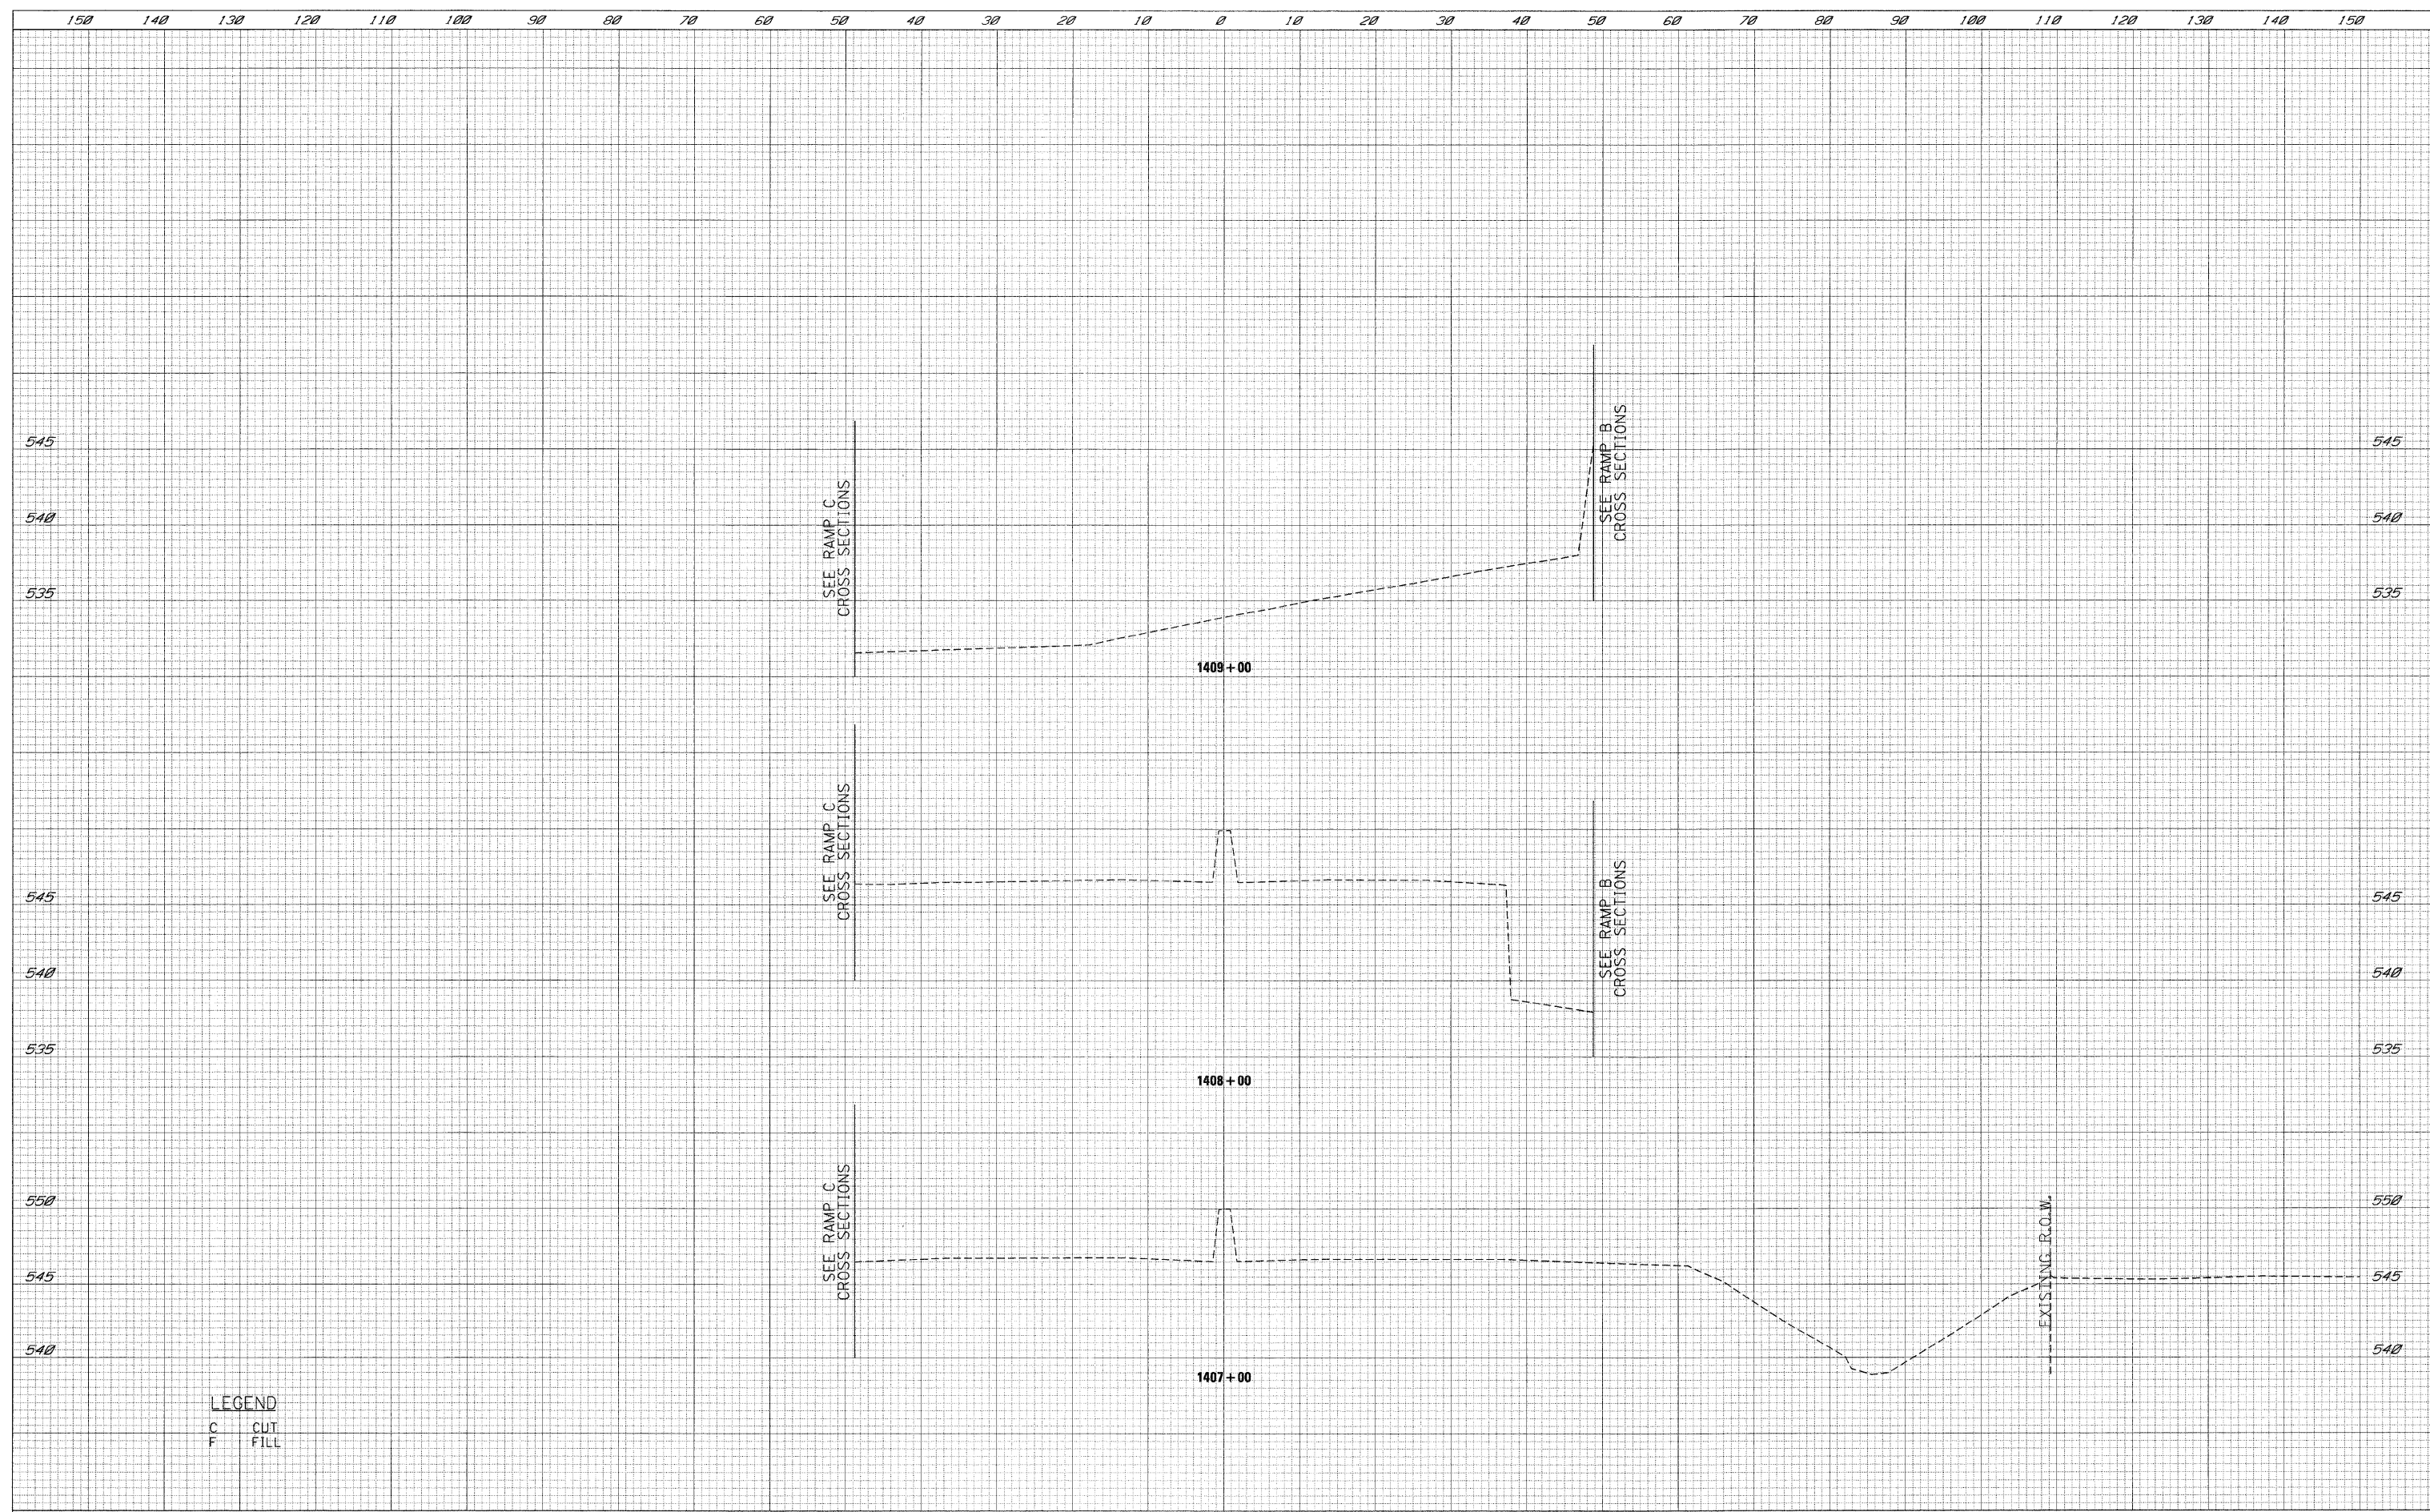 150 140 130 120 110 100 90 80 70 60 50 40 30 20 10 0 10 20 30 40 50 60 70 80 90 100 110 120 130 140 150
545 545
540 540
535 535
SEE RAMP C
CROSS SECTIONS
SEE RAMP B
CROSS SECTIONS
1409+00
545 545
540 540
535 535
SEE RAMP C
CROSS SECTIONS
SEE RAMP B
CROSS SECTIONS
1408+00
550 550
545 545
540 540
SEE RAMP C
CROSS SECTIONS
EXISTING R.O.W.
1407+00
LEGEND
C CUT
F FILL